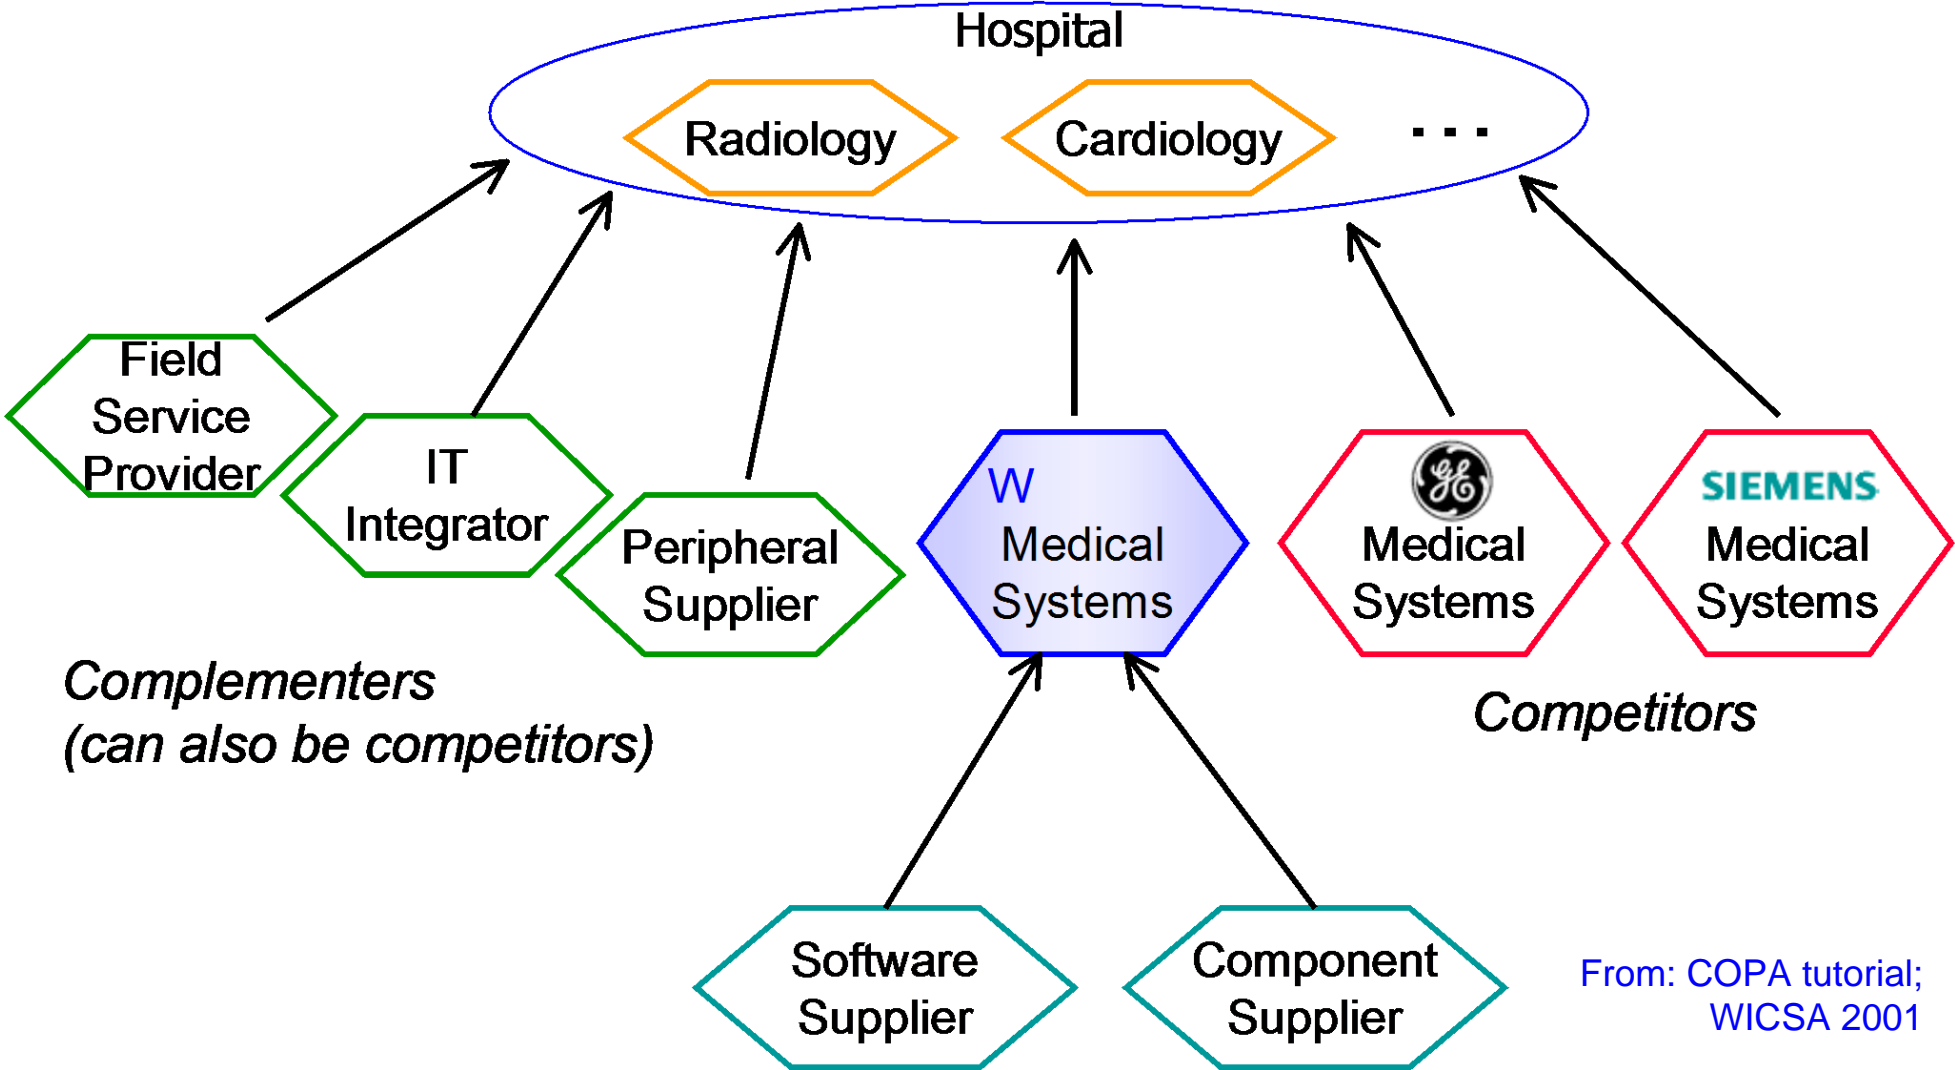 Hospital
Radiology
Cardiology
...
Field
Service
Provider
IT
Integrator
Peripheral
Supplier
W
Medical
Systems
GE
Medical
Systems
SIEMENS
Medical
Systems
Complementers
(can also be competitors)
Competitors
Software
Supplier
Component
Supplier
From: COPA tutorial;
WICSA 2001